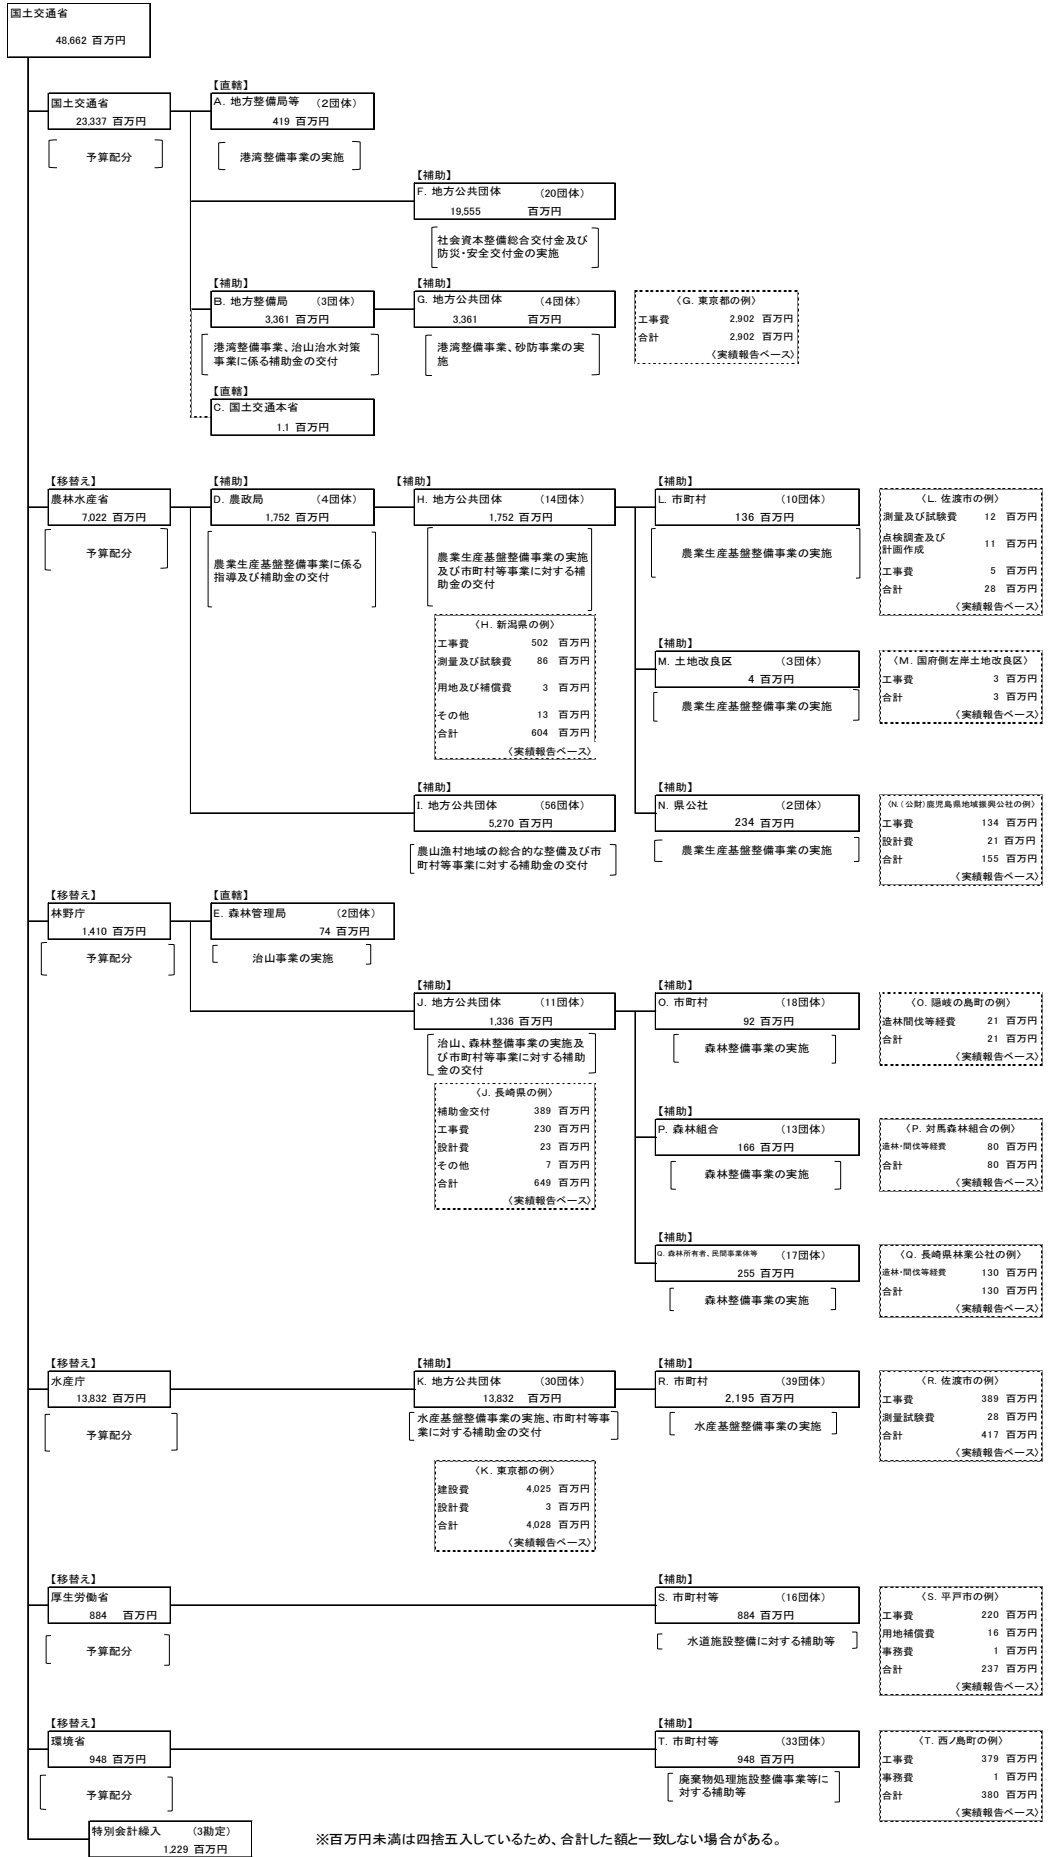 国土交通省
48,662 百万円
国土交通省
23,337 百万円
予算配分
【直轄】
A. 地方整備局等 (2団体)
419 百万円
港湾整備事業の実施
【補助】
F. 地方公共団体 (20団体)
19,555 百万円
社会資本整備総合交付金及び
防災・安全交付金の実施
【補助】
B. 地方整備局 (3団体)
3,361 百万円
港湾整備事業、治山治水対策
事業に係る補助金の交付
【補助】
G. 地方公共団体 (4団体)
3,361 百万円
港湾整備事業、砂防事業の実
施
〈G. 東京都の例〉
工事費 2,902 百万円
合計 2,902 百万円
〈実績報告ベース〉
【直轄】
C. 国土交通本省
1.1 百万円
【移替え】
農林水産省
7,022 百万円
予算配分
【補助】
D. 農政局 (4団体)
1,752 百万円
農業生産基盤整備事業に係る
指導及び補助金の交付
【補助】
H. 地方公共団体 (14団体)
1,752 百万円
農業生産基盤整備事業の実施
及び市町村等事業に対する補
助金の交付
〈H. 新潟県の例〉
工事費 502 百万円
測量及び試験費 86 百万円
用地及び補償費 3 百万円
その他 13 百万円
合計 604 百万円
〈実績報告ベース〉
【補助】
L. 市町村 (10団体)
136 百万円
農業生産基盤整備事業の実施
〈L. 佐渡市の例〉
測量及び試験費 12 百万円
点検調査及び
計画作成 11 百万円
工事費 5 百万円
合計 28 百万円
〈実績報告ベース〉
【補助】
M. 土地改良区 (3団体)
4 百万円
農業生産基盤整備事業の実施
〈M. 国府側左岸土地改良区〉
工事費 3 百万円
合計 3 百万円
〈実績報告ベース〉
【補助】
I. 地方公共団体 (56団体)
5,270 百万円
農山漁村地域の総合的な整備及び市
町村等事業に対する補助金の交付
【補助】
N. 県公社 (2団体)
234 百万円
農業生産基盤整備事業の実施
〈N.（公財）鹿児島県地域振興公社の例〉
工事費 134 百万円
設計費 21 百万円
合計 155 百万円
〈実績報告ベース〉
【移替え】
林野庁
1,410 百万円
予算配分
【直轄】
E. 森林管理局 (2団体)
74 百万円
治山事業の実施
【補助】
J. 地方公共団体 (11団体)
1,336 百万円
治山、森林整備事業の実施及
び市町村等事業に対する補助
金の交付
〈J. 長崎県の例〉
補助金交付 389 百万円
工事費 230 百万円
設計費 23 百万円
その他 7 百万円
合計 649 百万円
〈実績報告ベース〉
【補助】
O. 市町村 (18団体)
92 百万円
森林整備事業の実施
〈O. 隠岐の島町の例〉
造林間伐等経費 21 百万円
合計 21 百万円
〈実績報告ベース〉
【補助】
P. 森林組合 (13団体)
166 百万円
森林整備事業の実施
〈P. 対馬森林組合の例〉
造林・間伐等経費 80 百万円
合計 80 百万円
〈実績報告ベース〉
【補助】
Q. 森林所有者、民間事業体等 (17団体)
255 百万円
森林整備事業の実施
〈Q. 長崎県林業公社の例〉
造林・間伐等経費 130 百万円
合計 130 百万円
〈実績報告ベース〉
【移替え】
水産庁
13,832 百万円
予算配分
【補助】
K. 地方公共団体 (30団体)
13,832 百万円
水産基盤整備事業の実施、市町村等事
業に対する補助金の交付
〈K. 東京都の例〉
建設費 4,025 百万円
設計費 3 百万円
合計 4,028 百万円
〈実績報告ベース〉
【補助】
R. 市町村 (39団体)
2,195 百万円
水産基盤整備事業の実施
〈R. 佐渡市の例〉
工事費 389 百万円
測量試験費 28 百万円
合計 417 百万円
〈実績報告ベース〉
【移替え】
厚生労働省
884 百万円
予算配分
【補助】
S. 市町村等 (16団体)
884 百万円
水道施設整備に対する補助等
〈S. 平戸市の例〉
工事費 220 百万円
用地補償費 16 百万円
事務費 1 百万円
合計 237 百万円
〈実績報告ベース〉
【移替え】
環境省
948 百万円
予算配分
【補助】
T. 市町村等 (33団体)
948 百万円
廃棄物処理施設整備事業等に
対する補助等
〈T. 西ノ島町の例〉
工事費 379 百万円
事務費 1 百万円
合計 380 百万円
〈実績報告ベース〉
特別会計繰入 (3勘定)
1,229 百万円
※百万円未満は四捨五入しているため、合計した額と一致しない場合がある。